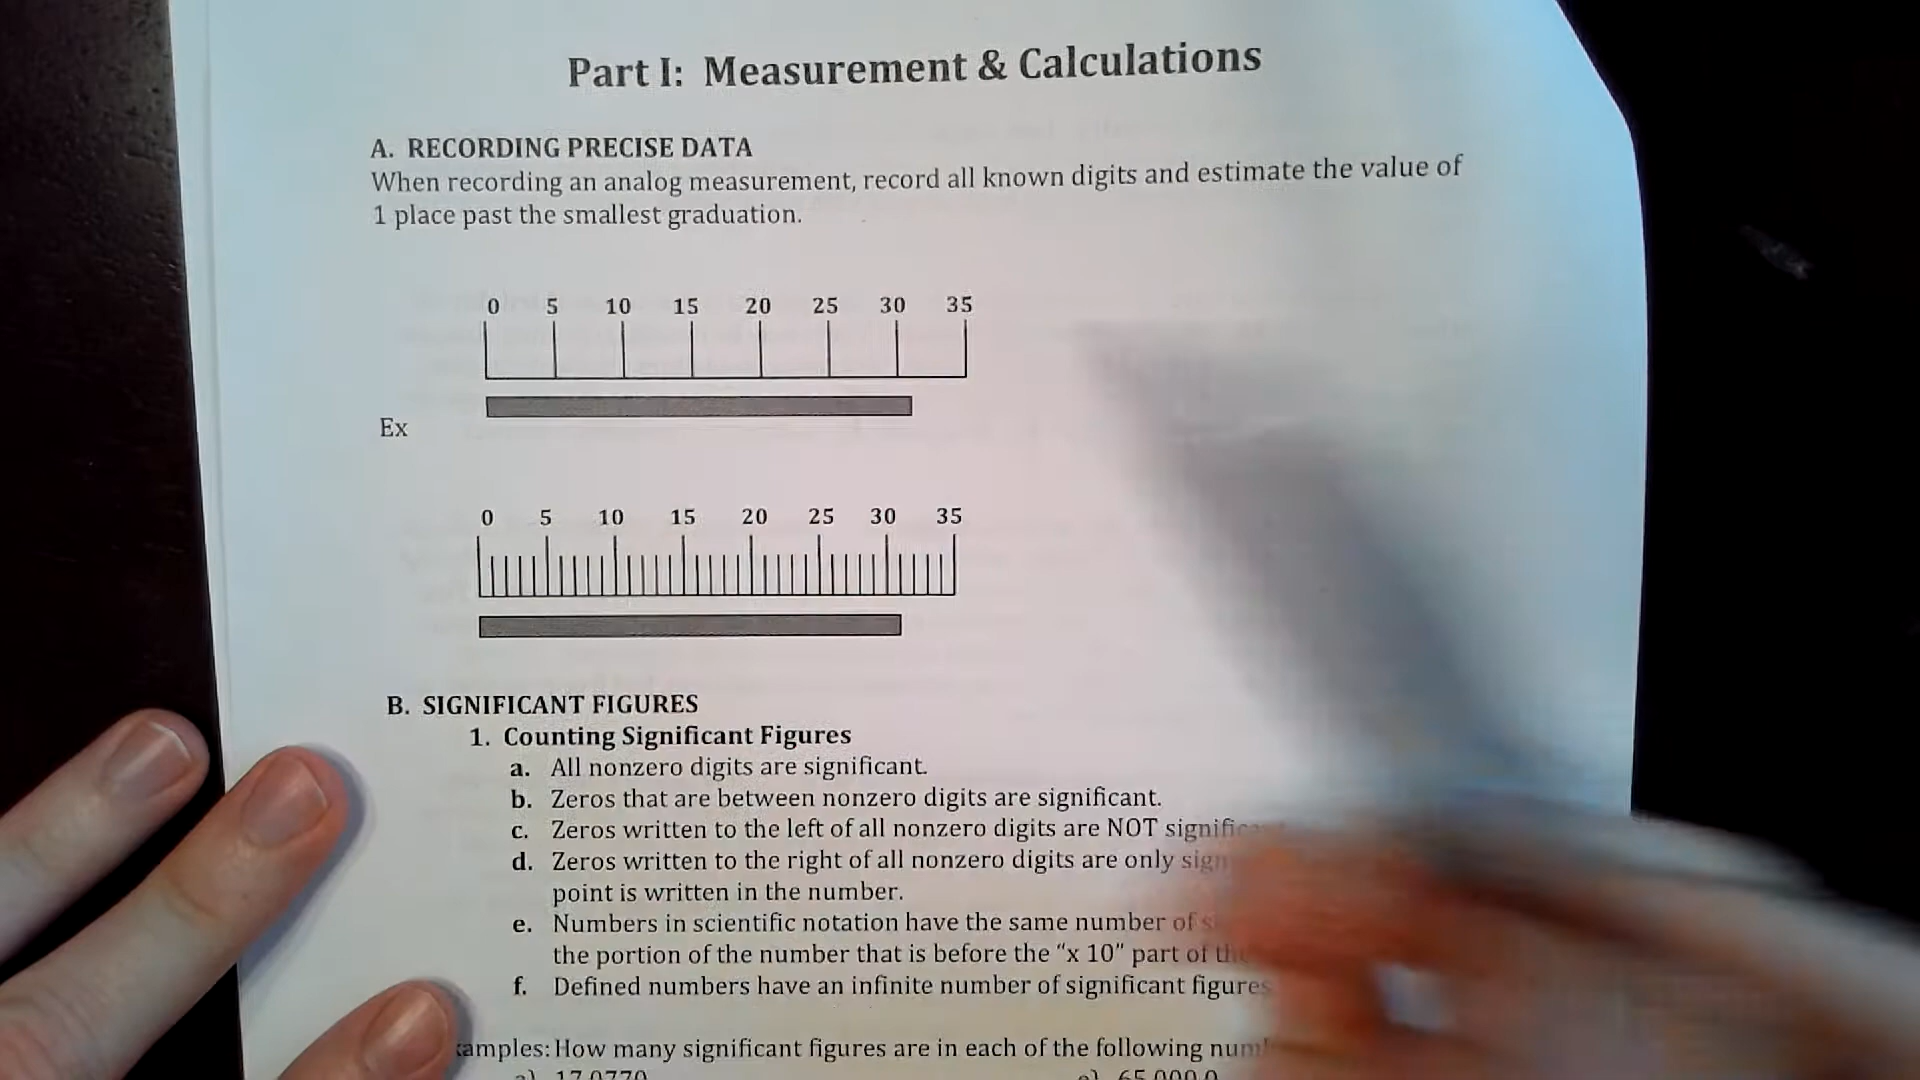 Part I: Measurement & Calculations
A. RECORDING PRECISE DATA
When recording an analog measurement, record all known digits and estimate the value of
1 place past the smallest graduation.
0 5 10 15 20 25 30 35
Ex
0 5 10 15 20 25 30 35
B. SIGNIFICANT FIGURES
1. Counting Significant Figures
a. All nonzero digits are significant.
b. Zeros that are between nonzero digits are significant.
c. Zeros written to the left of all nonzero digits are NOT
d. Zeros written to the right of all nonzero digits are only
point is written in the number.
e. Numbers in scientific notation have the same number of
the portion of the number that is before the “x 10” part of
f. Defined numbers have an infinite number of significant figures
How many significant figures are in each of the following
a) 17.0770 e) 65,000.0